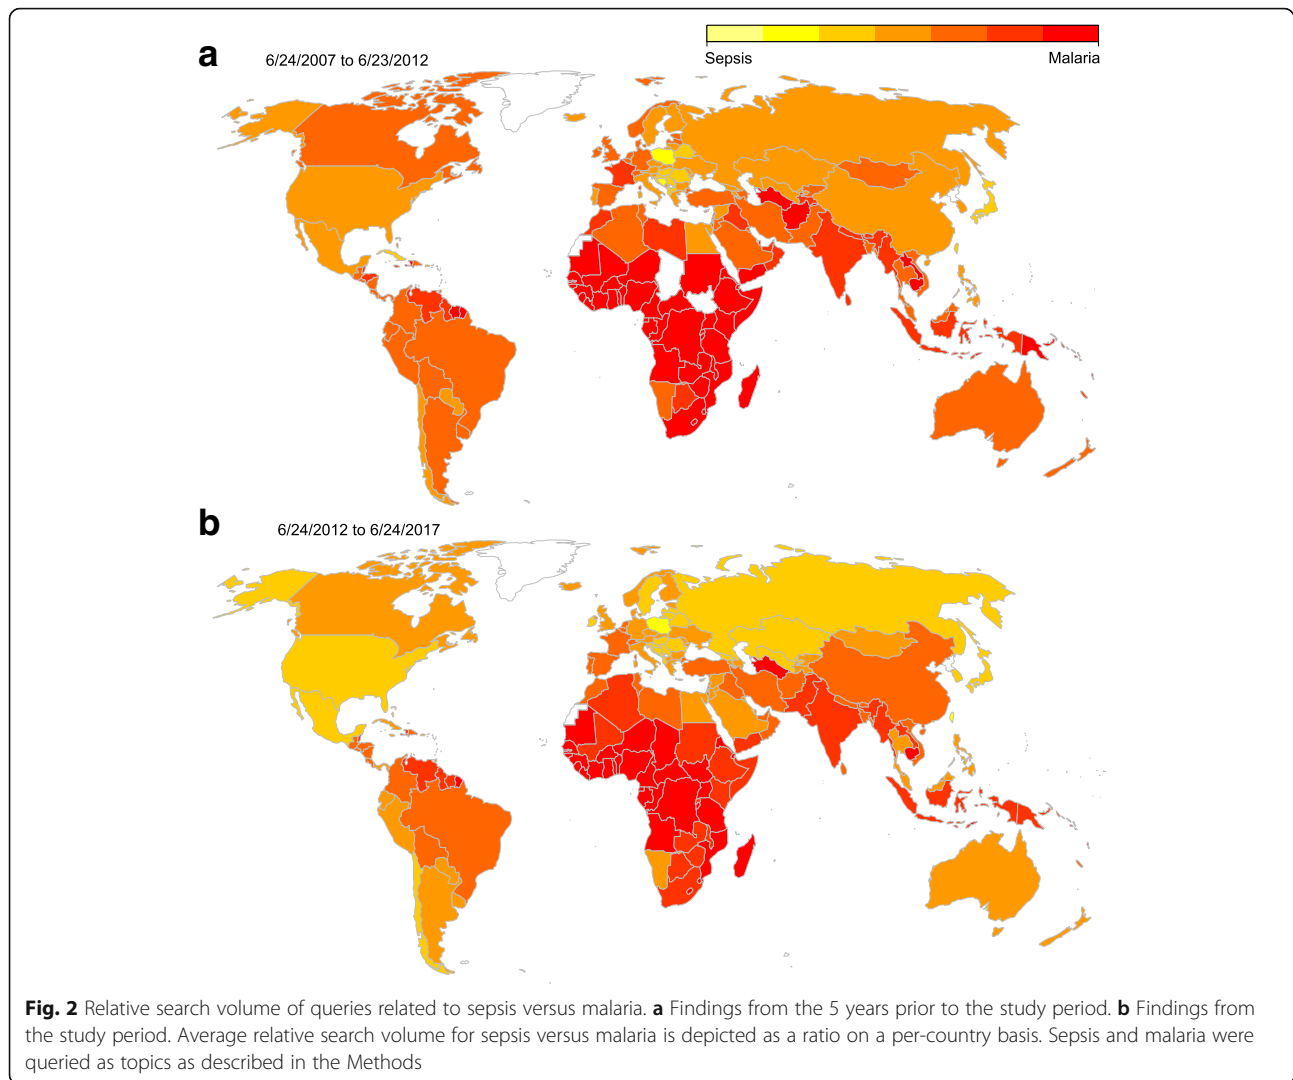 a
6/24/2007 to 6/23/2012
Sepsis
Malaria
b
6/24/2012 to 6/24/2017
Fig. 2 Relative search volume of queries related to sepsis versus malaria. a Findings from the 5 years prior to the study period. b Findings from
the study period. Average relative search volume for sepsis versus malaria is depicted as a ratio on a per-country basis. Sepsis and malaria were
queried as topics as described in the Methods